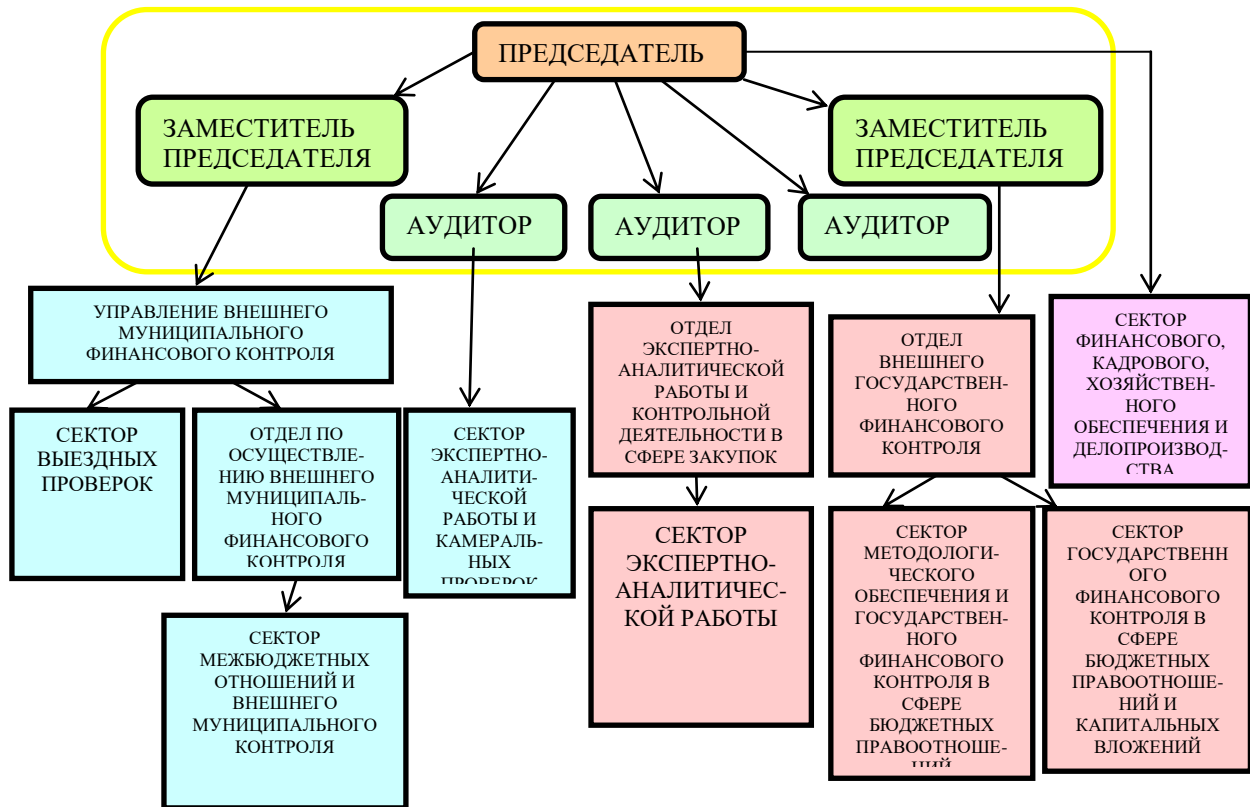 ПРЕДСЕДАТЕЛЬ
ЗАМЕСТИТЕЛЬ
ПРЕДСЕДАТЕЛЯ
ЗАМЕСТИТЕЛЬ
ПРЕДСЕДАТЕЛЯ
АУДИТОР
АУДИТОР
АУДИТОР
УПРАВЛЕНИЕ ВНЕШНЕГО
МУНИЦИПАЛЬНОГО
ФИНАНСОВОГО КОНТРОЛЯ
ОТДЕЛ
ЭКСПЕРТНО-
АНАЛИТИЧЕСКОЙ
РАБОТЫ И
КОНТРОЛЬНОЙ
ДЕЯТЕЛЬНОСТИ В
СФЕРЕ ЗАКУПОК
ОТДЕЛ
ВНЕШНЕГО
ГОСУДАРСТВЕН-
НОГО
ФИНАНСОВОГО
КОНТРОЛЯ
СЕКТОР
ФИНАНСОВОГО,
КАДРОВОГО,
ХОЗЯЙСТВЕН-
НОГО
ОБЕСПЕЧЕНИЯ И
ДЕЛОПРОИЗВОД-
СТВА
СЕКТОР
ВЫЕЗДНЫХ
ПРОВЕРОК
ОТДЕЛ ПО
ОСУЩЕСТВЛЕ-
НИЮ ВНЕШНЕГО
МУНИЦИПАЛЬ-
НОГО
ФИНАНСОВОГО
КОНТРОЛЯ
СЕКТОР
ЭКСПЕРТНО-
АНАЛИТИ-
ЧЕСКОЙ
РАБОТЫ И
КАМЕРАЛЬ-
НЫХ
ПРОВЕРОК
СЕКТОР
ЭКСПЕРТНО-
АНАЛИТИЧЕС-
КОЙ РАБОТЫ
СЕКТОР
МЕТОДОЛОГИ-
ЧЕСКОГО
ОБЕСПЕЧЕНИЯ И
ГОСУДАРСТВЕН-
НОГО
ФИНАНСОВОГО
КОНТРОЛЯ В
СФЕРЕ
БЮДЖЕТНЫХ
ПРАВООТНОШЕ-
НИЙ
СЕКТОР
ГОСУДАРСТВЕНН
ОГО
ФИНАНСОВОГО
КОНТРОЛЯ В
СФЕРЕ
БЮДЖЕТНЫХ
ПРАВООТНОШЕ-
НИЙ И
КАПИТАЛЬНЫХ
ВЛОЖЕНИЙ
СЕКТОР
МЕЖБЮДЖЕТНЫХ
ОТНОШЕНИЙ И
ВНЕШНЕГО
МУНИЦИПАЛЬНОГО
КОНТРОЛЯ